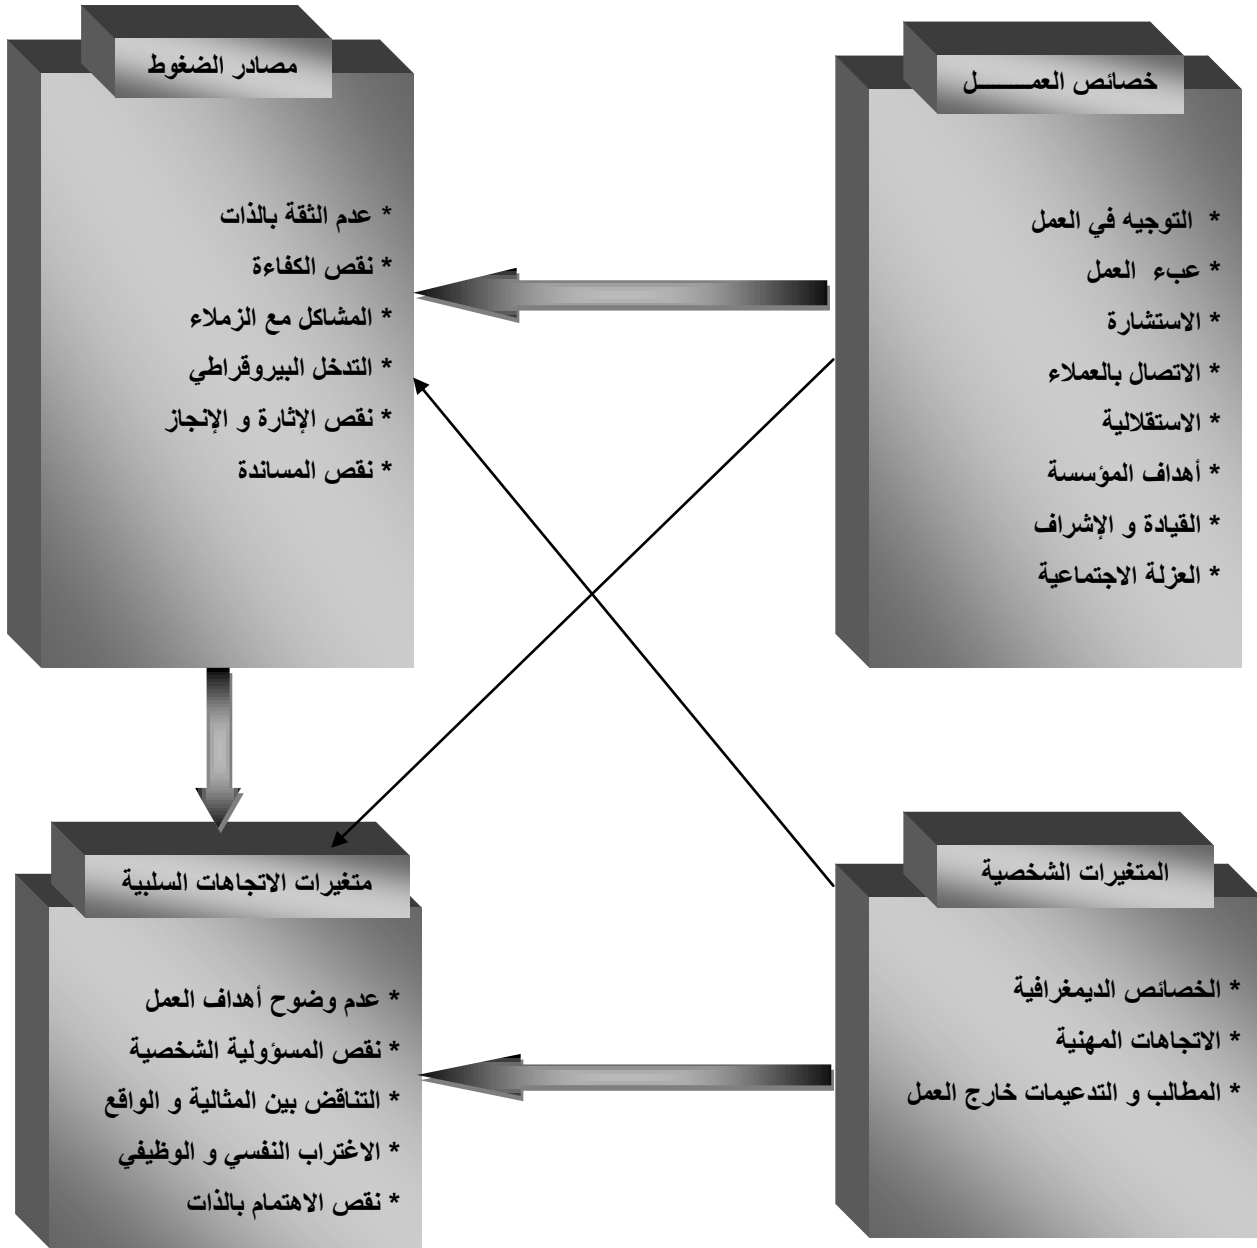 خصائص العمـــــــل
* التوجيه في العمل
* عبء العمل
* الاستشارة
* الاتصال بالعملاء
* الاستقلالية
* أهداف المؤسسة
* القيادة و الإشراف
* العزلة الاجتماعية
مصادر الضغوط
* عدم الثقة بالذات
* نقص الكفاءة
* المشاكل مع الزملاء
* التدخل البيروقراطي
* نقص الإثارة و الإنجاز
* نقص المساندة
المتغيرات الشخصية
* الخصائص الديمغرافية
* الاتجاهات المهنية
* المطالب و التدعيمات خارج العمل
متغيرات الاتجاهات السلبية
* عدم وضوح أهداف العمل
* نقص المسؤولية الشخصية
* التناقض بين المثالية و الواقع
* الاغتراب النفسي و الوظيفي
* نقص الاهتمام بالذات